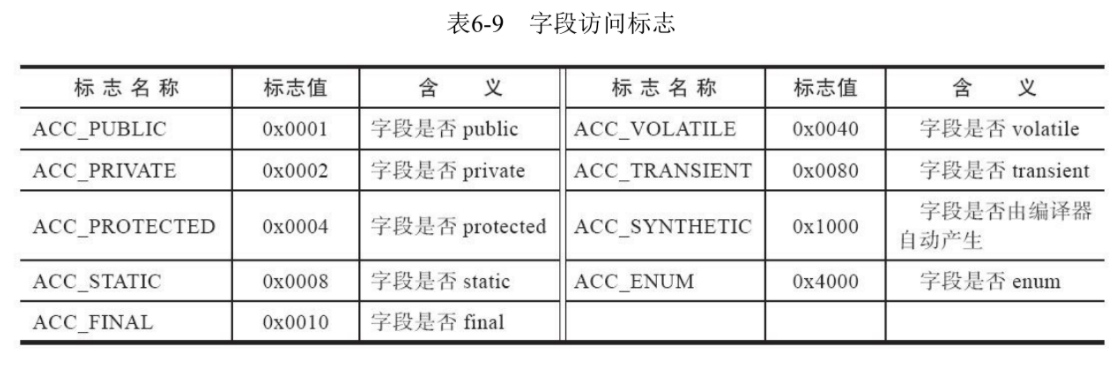 表6-9 字段访问标志
标志名称 标志值 含 义 标志名称 标志值 含 义
ACC_PUBLIC 0x0001 字段是否 public ACC_VOLATILE 0x0040 字段是否 volatile
ACC_PRIVATE 0x0002 字段是否 private ACC_TRANSIENT 0x0080 字段是否 transient
ACC_PROTECTED 0x0004 字段是否 protected ACC_SYNTHETIC 0x1000 字段是否由编译器
自动产生
ACC_STATIC 0x0008 字段是否 static ACC_ENUM 0x4000 字段是否 enum
ACC_FINAL 0x0010 字段是否 final